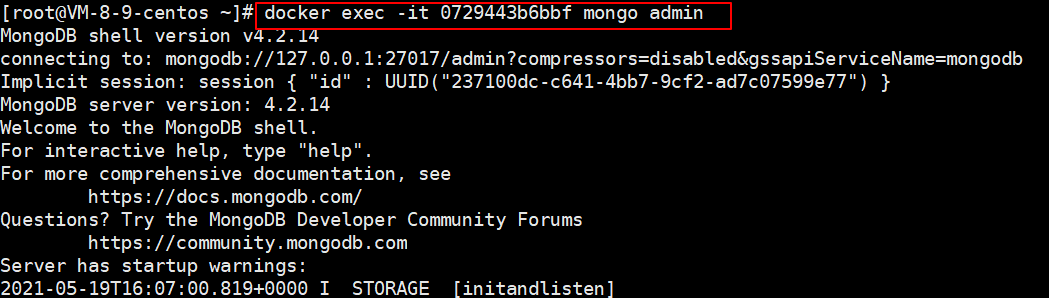 [root@VM-8-9-centos ~]# docker exec -it 0729443b6bbf mongo admin
MongoDB shell version v4.2.14
connecting to: mongodb://127.0.0.1:27017/admin?compressors=disabled&gssapiServiceName=mongodb
Implicit session: session { "id" : UUID("237100dc-c641-4bb7-9cf2-ad7c07599e77") }
MongoDB server version: 4.2.14
Welcome to the MongoDB shell.
For interactive help, type "help".
For more comprehensive documentation, see
        https://docs.mongodb.com/
Questions? Try the MongoDB Developer Community Forums
        https://community.mongodb.com
Server has startup warnings:
2021-05-19T16:07:00.819+0000 I  STORAGE  [initandlisten]